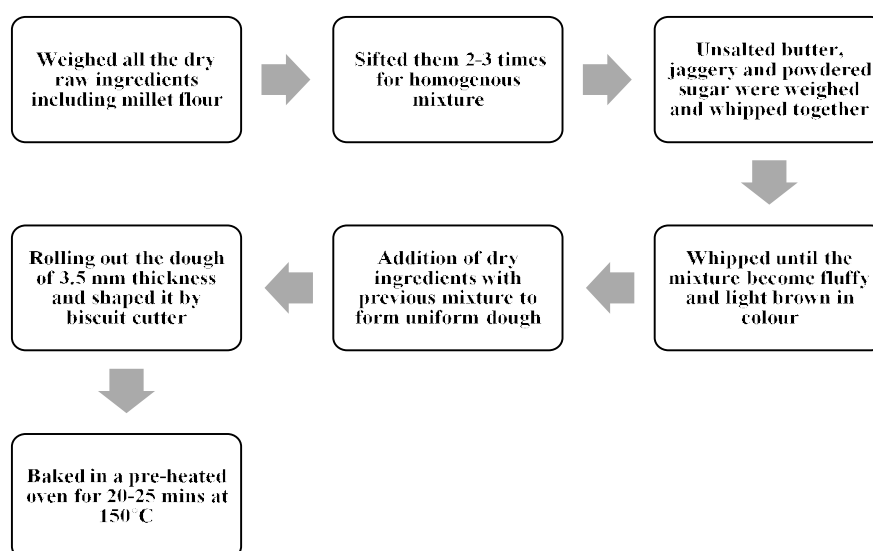 Weighed all the dry
raw ingredients
including millet flour
Sifted them 2-3 times
for homogenous
mixture
Unsalted butter,
jaggery and powdered
sugar were weighed
and whipped together
Whipped until the
mixture become fluffy
and light brown in
colour
Addition of dry
ingredients with
previous mixture to
form uniform dough
Rolling out the dough
of 3.5 mm thickness
and shaped it by
biscuit cutter
Baked in a pre-heated
oven for 20-25 mins at
150°C